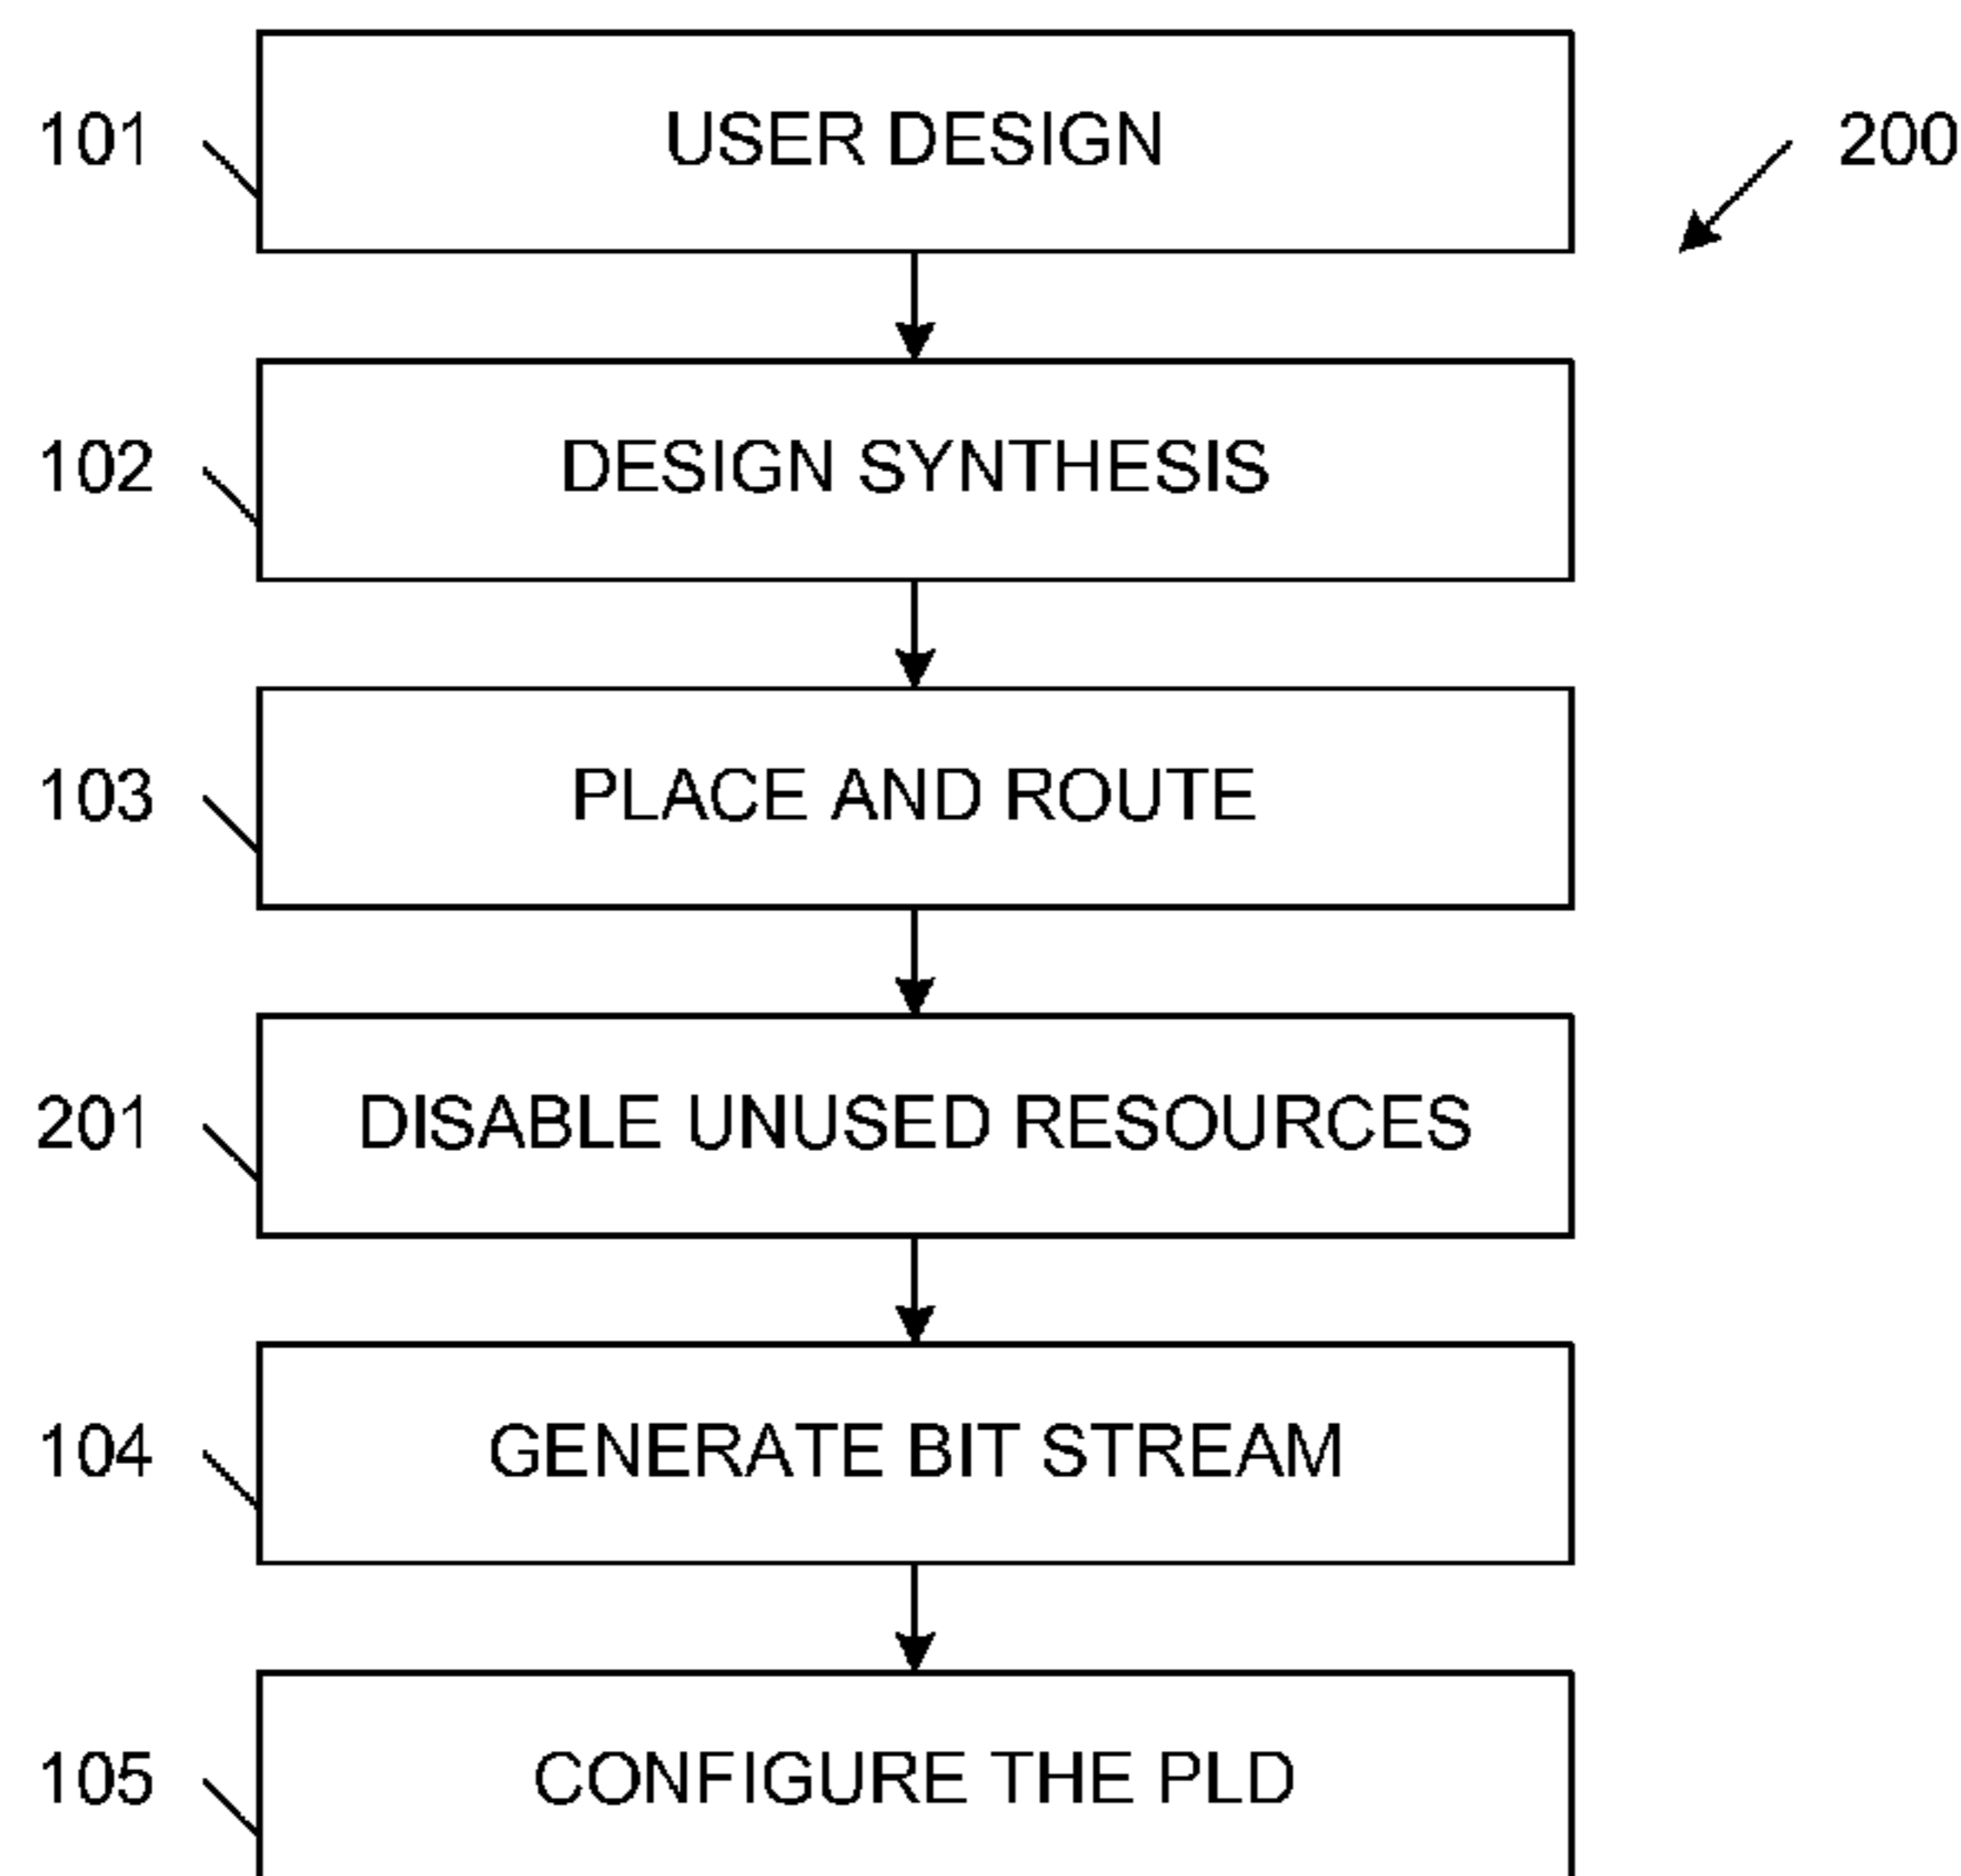 101 USER DESIGN 200
102 DESIGN SYNTHESIS
103 PLACE AND ROUTE
201 DISABLE UNUSED RESOURCES
104 GENERATE BIT STREAM
105 CONFIGURE THE PLD